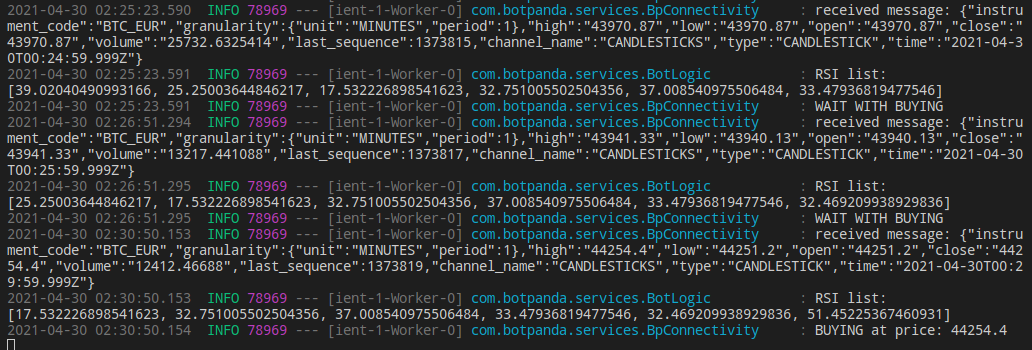 2021-04-30 02:25:23.590  INFO 78969 --- [ient-1-Worker-0] com.botpanda.services.BpConnectivity     : received message: {"instru
ment_code":"BTC_EUR","granularity":{"unit":"MINUTES","period":1},"high":"43970.87","low":"43970.87","open":"43970.87","close":"
43970.87","volume":"25732.6325414","last_sequence":1373815,"channel_name":"CANDLESTICKS","type":"CANDLESTICK","time":"2021-04-3
0T00:24:59.999Z"}
2021-04-30 02:25:23.591  INFO 78969 --- [ient-1-Worker-0] com.botpanda.services.BotLogic           : RSI list:
[39.02040490993166, 25.25003644846217, 17.532226898541623, 32.751005502504356, 37.008540975506484, 33.47936819477546]
2021-04-30 02:25:23.591  INFO 78969 --- [ient-1-Worker-0] com.botpanda.services.BpConnectivity     : WAIT WITH BUYING
2021-04-30 02:26:51.294  INFO 78969 --- [ient-1-Worker-0] com.botpanda.services.BpConnectivity     : received message: {"instru
ment_code":"BTC_EUR","granularity":{"unit":"MINUTES","period":1},"high":"43941.33","low":"43940.13","open":"43940.13","close":"
43941.33","volume":"13217.441088","last_sequence":1373817,"channel_name":"CANDLESTICKS","type":"CANDLESTICK","time":"2021-04-30
T00:25:59.999Z"}
2021-04-30 02:26:51.295  INFO 78969 --- [ient-1-Worker-0] com.botpanda.services.BotLogic           : RSI list:
[25.25003644846217, 17.532226898541623, 32.751005502504356, 37.008540975506484, 33.47936819477546, 32.469209938929836]
2021-04-30 02:26:51.295  INFO 78969 --- [ient-1-Worker-0] com.botpanda.services.BpConnectivity     : WAIT WITH BUYING
2021-04-30 02:30:50.153  INFO 78969 --- [ient-1-Worker-0] com.botpanda.services.BpConnectivity     : received message: {"instru
ment_code":"BTC_EUR","granularity":{"unit":"MINUTES","period":1},"high":"44254.4","low":"44251.2","open":"44251.2","close":"442
54.4","volume":"12412.46688","last_sequence":1373819,"channel_name":"CANDLESTICKS","type":"CANDLESTICK","time":"2021-04-30T00:2
9:59.999Z"}
2021-04-30 02:30:50.153  INFO 78969 --- [ient-1-Worker-0] com.botpanda.services.BotLogic           : RSI list:
[17.532226898541623, 32.751005502504356, 37.008540975506484, 33.47936819477546, 32.469209938929836, 51.45225367460931]
2021-04-30 02:30:50.154  INFO 78969 --- [ient-1-Worker-0] com.botpanda.services.BpConnectivity     : BUYING at price: 44254.4